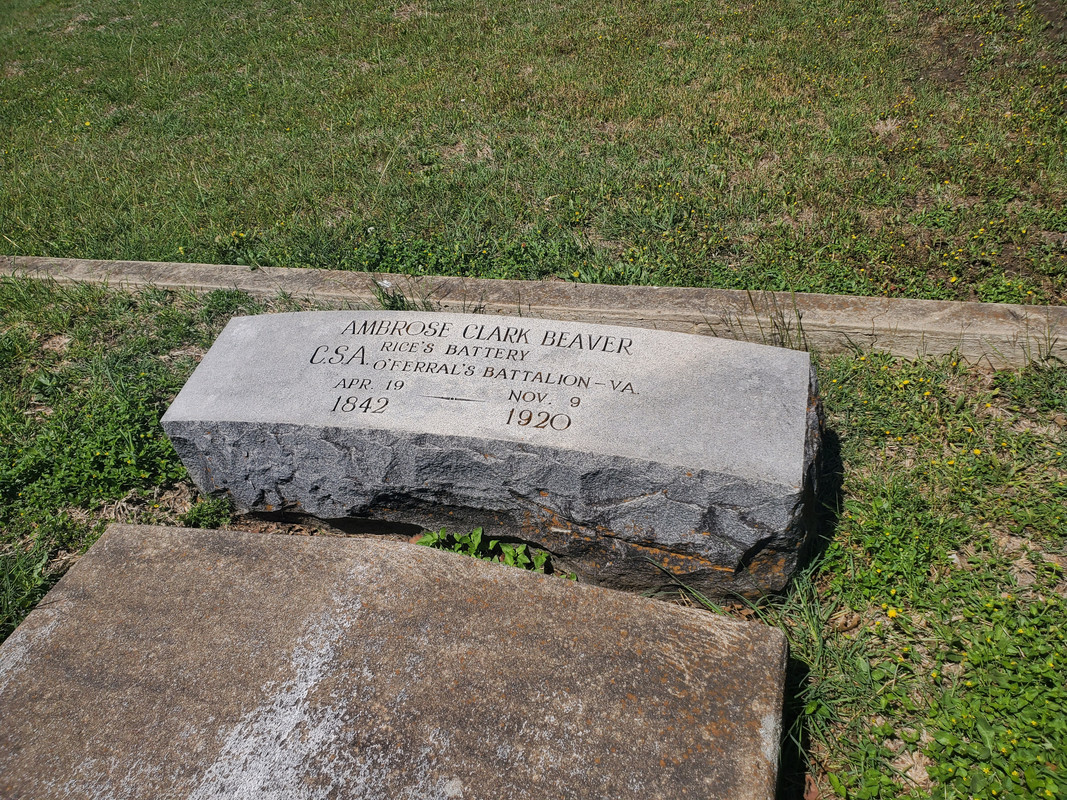 AMBROSE CLARK BEAVER
RICE'S BATTERY
C.S.A. O'FERRAL'S BATTALION-VA.
APR. 19 NOV. 9
1842 1920